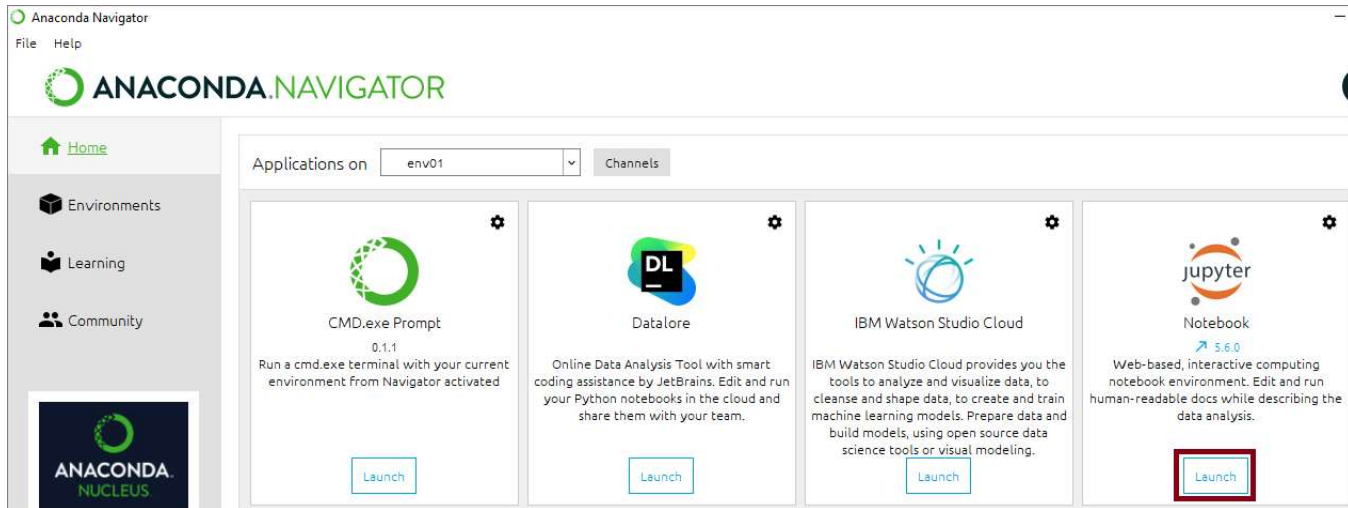 Anaconda Navigator
File Help
ANACONDA.NAVIGATOR
Home
Environments
Learning
Community
ANACONDA.
NUCLEUS
Applications on env01 Channels
CMD.exe Prompt
0.1.1
Run a cmd.exe terminal with your current
environment from Navigator activated
Launch
DL
Datalore
Online Data Analysis Tool with smart
coding assistance by JetBrains. Edit and run
your Python notebooks in the cloud and
share them with your team.
Launch
IBM Watson Studio Cloud
IBM Watson Studio Cloud provides you the
tools to analyze and visualize data, to
cleanse and shape data, to create and train
machine learning models. Prepare data and
build models, using open source data
science tools or visual modeling.
Launch
jupyter
Notebook
5.6.0
Web-based, interactive computing
notebook environment. Edit and run
human-readable docs while describing the
data analysis.
Launch